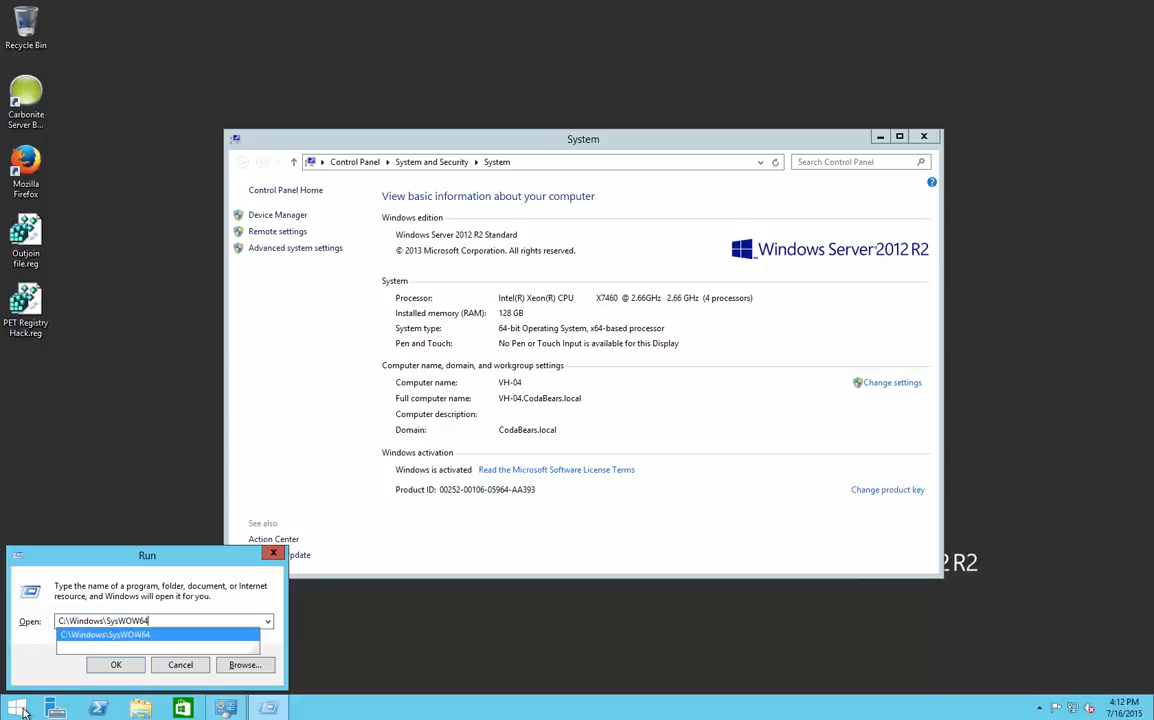 Recycle Bin
Carbonite
Server B...
Mozilla
Firefox
Outjoin
file.reg
PET Registry
Hack.reg
System
Control Panel
System and Security
System
Search Control Panel
Control Panel Home
Device Manager
Remote settings
Advanced system settings
View basic information about your computer
Windows edition
Windows Server 2012 R2 Standard
© 2013 Microsoft Corporation. All rights reserved.
Windows Server 2012 R2
System
Processor: Intel(R) Xeon(R) CPU X7460 @ 2.66GHz 2.66 GHz (4 processors)
Installed memory (RAM): 128 GB
System type: 64-bit Operating System, x64-based processor
Pen and Touch: No Pen or Touch Input is available for this Display
Computer name, domain, and workgroup settings
Computer name: VH-04
Change settings
Full computer name: VH-04.CodaBears.local
Computer description:
Domain: CodaBears.local
Windows activation
Windows is activated Read the Microsoft Software License Terms
Product ID: 00252-00106-05964-AA393
Change product key
See also
Action Center
pdate
2 R2
Run
Type the name of a program, folder, document, or Internet
resource, and Windows will open it for you.
Open: C:\Windows\SysWOW64
C:\Windows\SysWOW64
OK Cancel Browse...
4:12 PM
7/16/2015